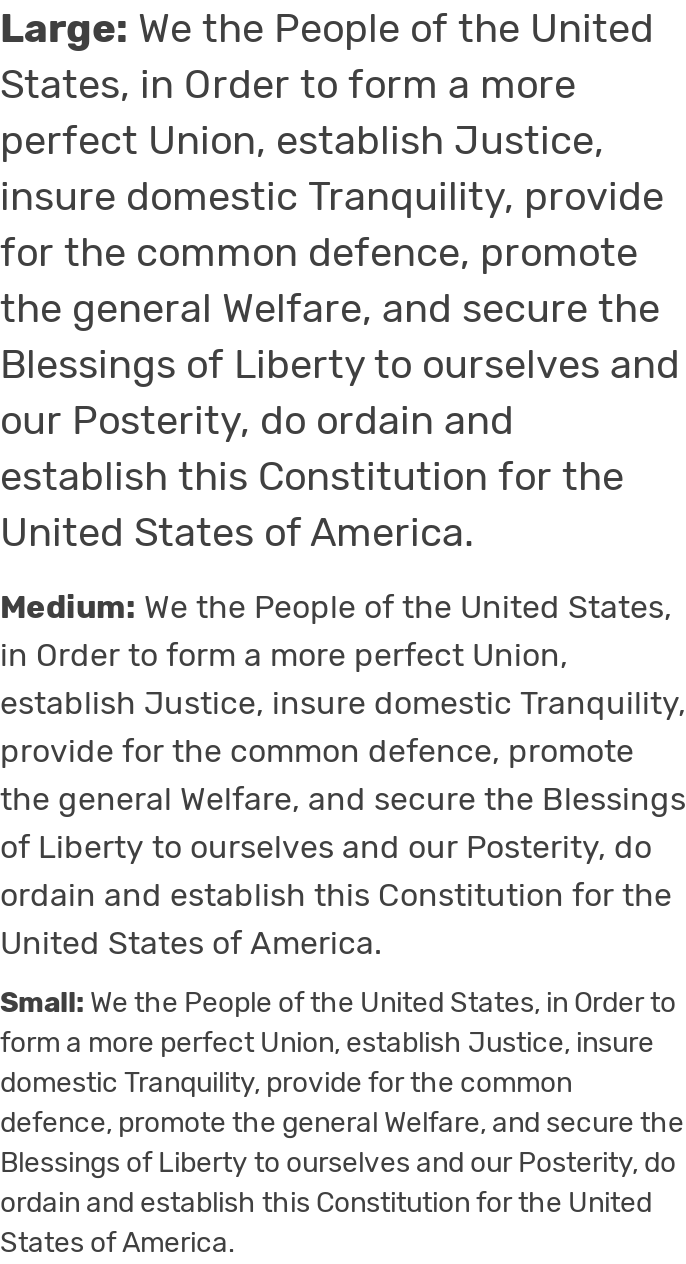 Large: We the People of the United
States, in Order to form a more
perfect Union, establish Justice,
insure domestic Tranquility, provide
for the common defence, promote
the general Welfare, and secure the
Blessings of Liberty to ourselves and
our Posterity, do ordain and
establish this Constitution for the
United States of America.
Medium: We the People of the United States,
in Order to form a more perfect Union,
establish Justice, insure domestic Tranquility,
provide for the common defence, promote
the general Welfare, and secure the Blessings
of Liberty to ourselves and our Posterity, do
ordain and establish this Constitution for the
United States of America.
Small: We the People of the United States, in Order to
form a more perfect Union, establish Justice, insure
domestic Tranquility, provide for the common
defence, promote the general Welfare, and secure the
Blessings of Liberty to ourselves and our Posterity, do
ordain and establish this Constitution for the United
States of America.